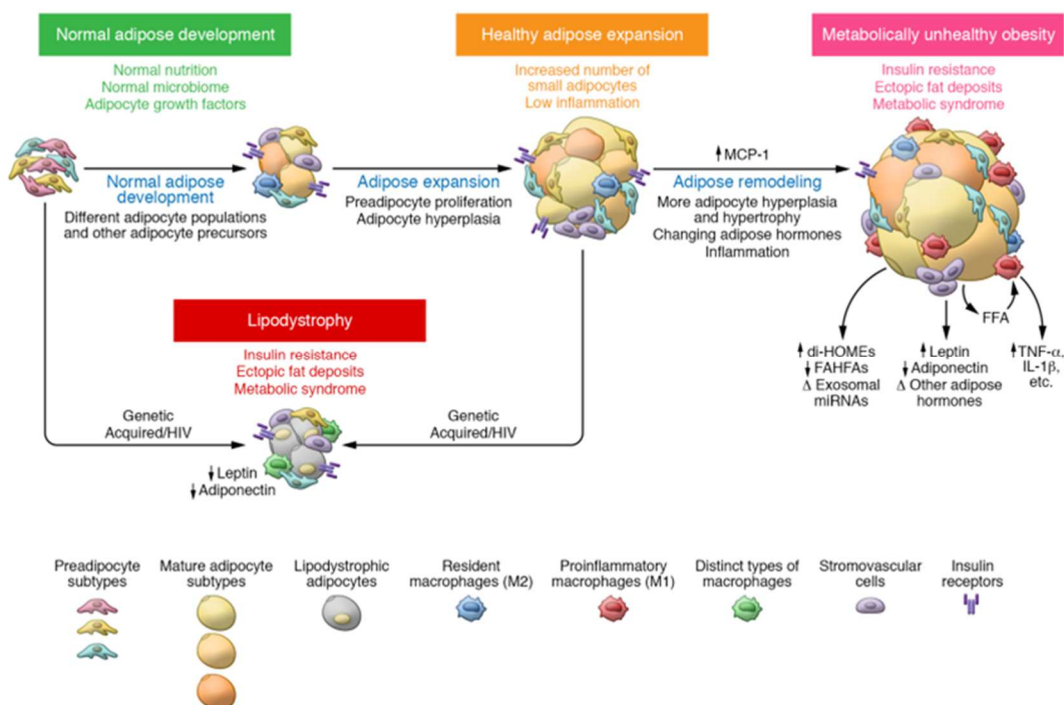 Normal adipose development
Normal nutrition
Normal microbiome
Adipocyte growth factors
Healthy adipose expansion
Increased number of
small adipocytes
Low inflammation
Metabolically unhealthy obesity
Insulin resistance
Ectopic fat deposits
Metabolic syndrome
Normal adipose
development
Different adipocyte populations
and other adipocyte precursors
Adipose expansion
Preadipocyte proliferation
Adipocyte hyperplasia
↑MCP-1
Adipose remodeling
More adipocyte hyperplasia
and hypertrophy
Changing adipose hormones
Inflammation
Lipodystrophy
Insulin resistance
Ectopic fat deposits
Metabolic syndrome
Genetic
Acquired/HIV
Genetic
Acquired/HIV
↓Leptin
↓Adiponectin
↑ di-HOMEs
↓ FAHFAs
Δ Exosomal
miRNAs
↑ Leptin
↓ Adiponectin
Δ Other adipose
hormones
FFA
↑TNF-α,
IL-1β,
etc.
Preadipocyte
subtypes
Mature adipocyte
subtypes
Lipodystrophic
adipocytes
Resident
macrophages (M2)
Proinflammatory
macrophages (M1)
Distinct types of
macrophages
Stromovascular
cells
Insulin
receptors